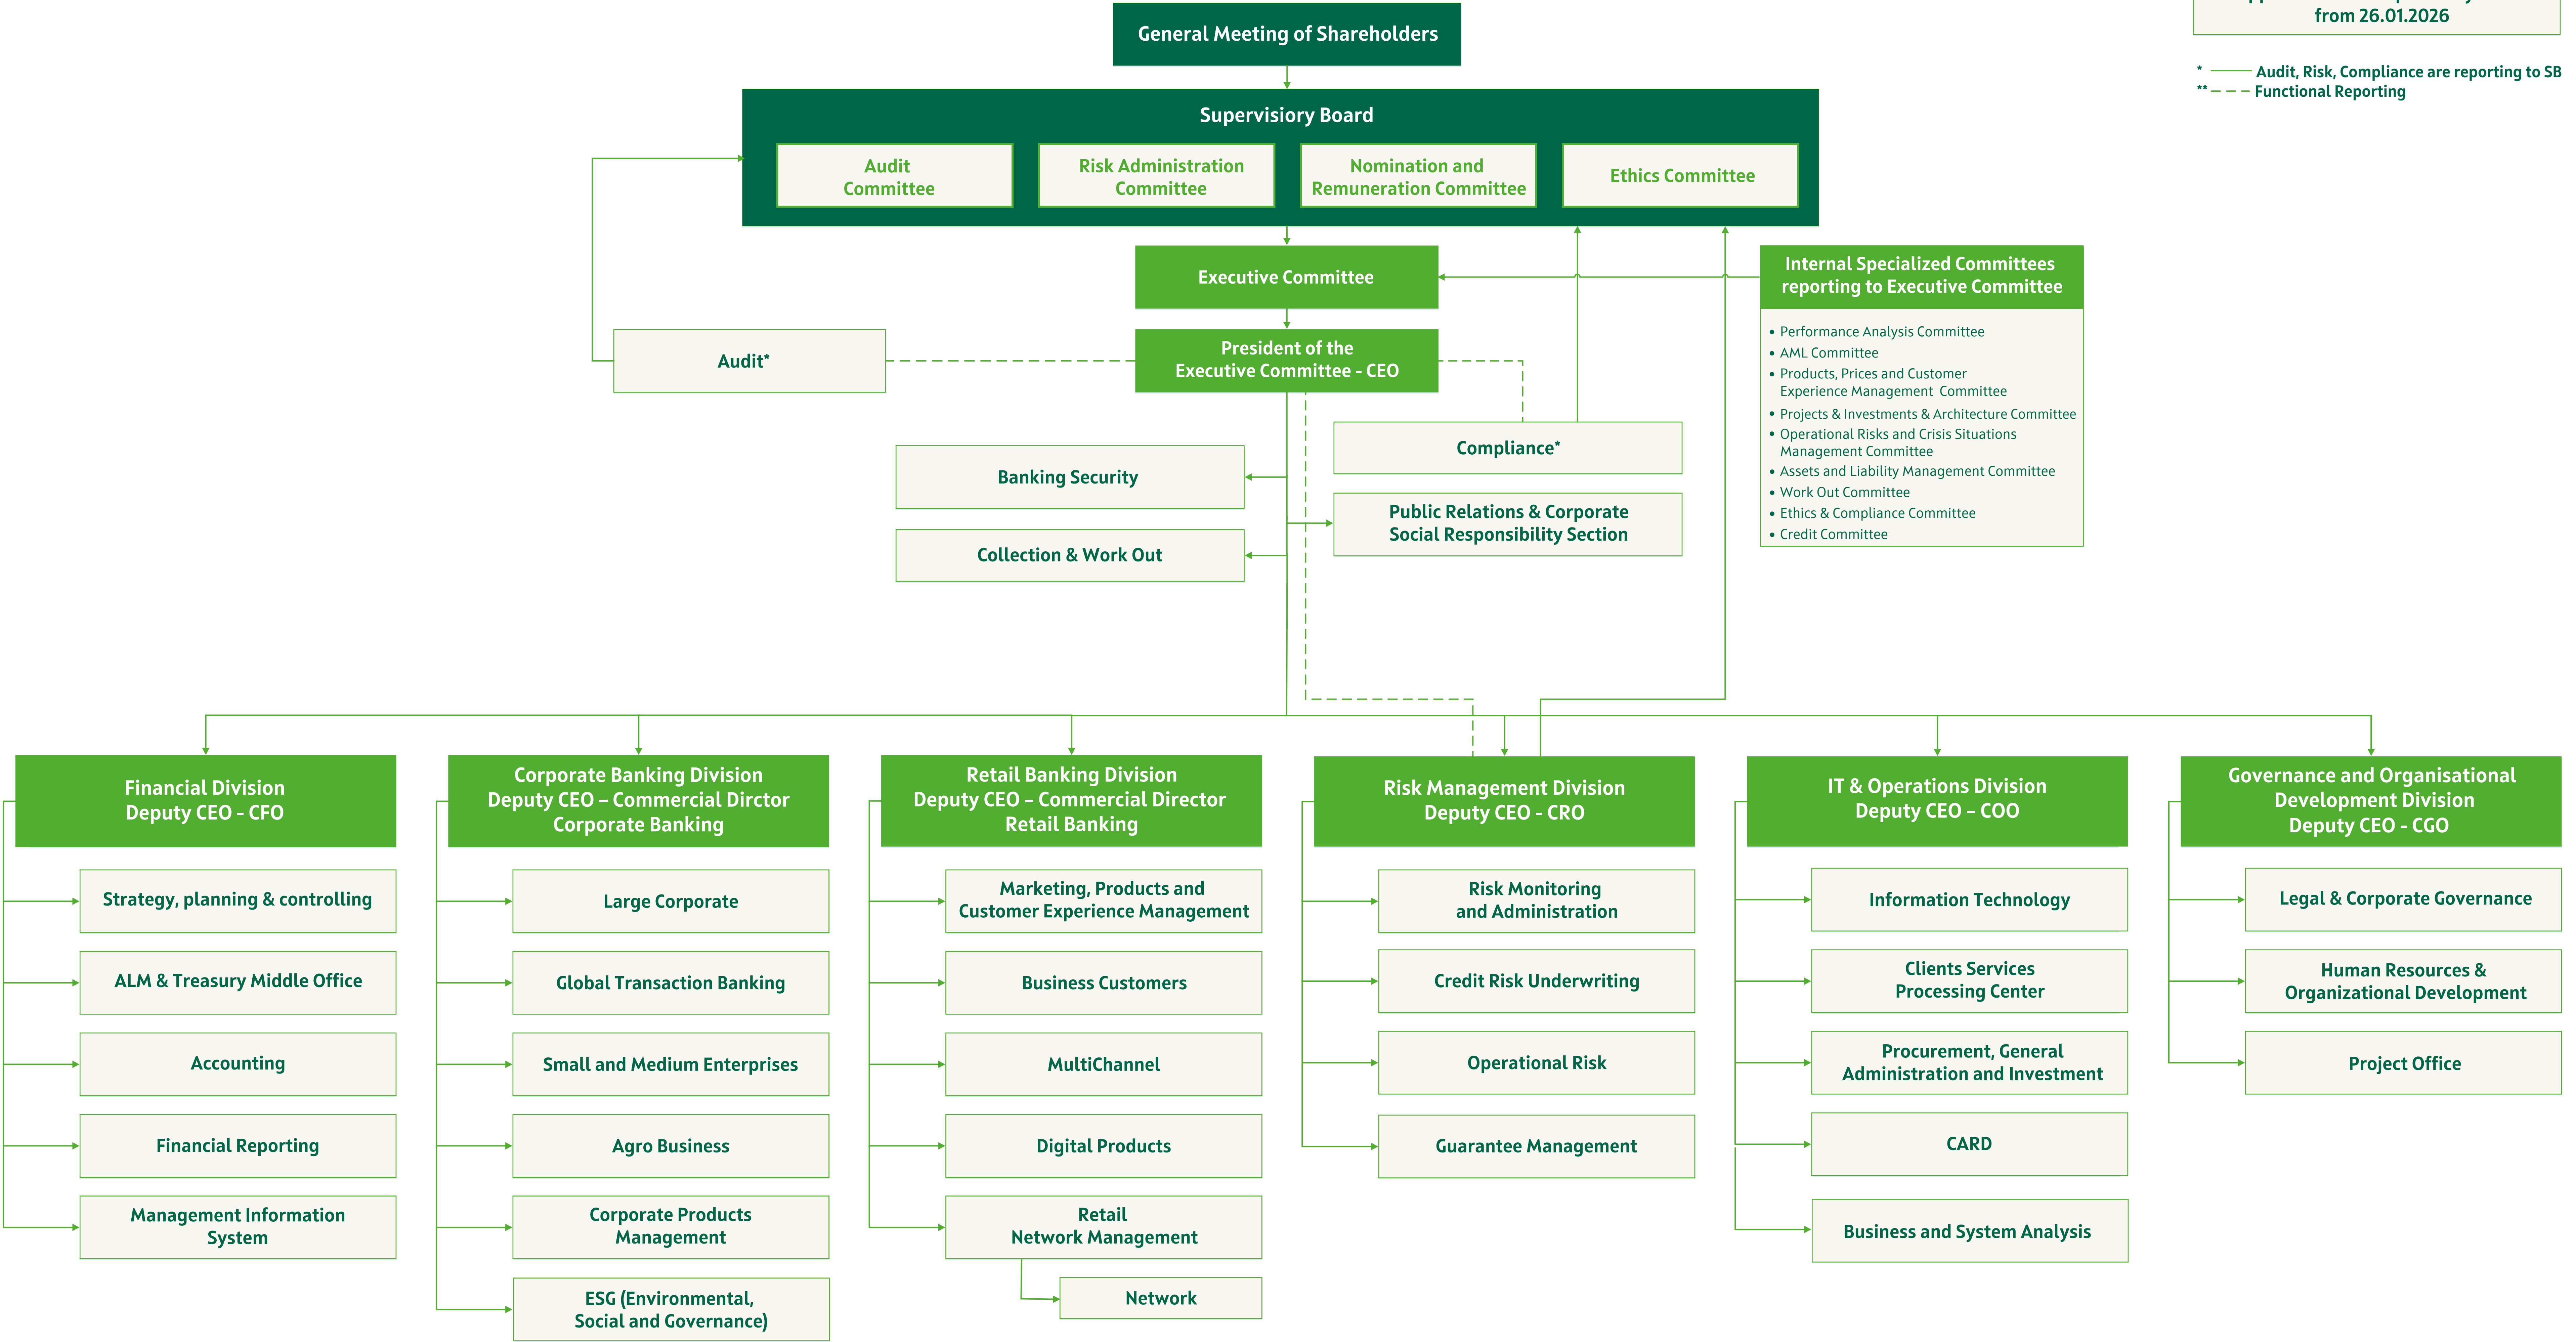 from 26.01.2026
* Audit, Risk, Compliance are reporting to SB
** Functional Reporting
General Meeting of Shareholders
Supervisiory Board
Audit
Committee
Risk Administration
Committee
Nomination and
Remuneration Committee
Ethics Committee
Executive Committee
Internal Specialized Committees
reporting to Executive Committee
• Performance Analysis Committee
• AML Committee
• Products, Prices and Customer
Experience Management Committee
• Projects & Investments & Architecture Committee
• Operational Risks and Crisis Situations
Management Committee
• Assets and Liability Management Committee
• Work Out Committee
• Ethics & Compliance Committee
• Credit Committee
Audit*
President of the
Executive Committee - CEO
Compliance*
Banking Security
Public Relations & Corporate
Social Responsibility Section
Collection & Work Out
Financial Division
Deputy CEO - CFO
Strategy, planning & controlling
ALM & Treasury Middle Office
Accounting
Financial Reporting
Management Information
System
Corporate Banking Division
Deputy CEO – Commercial Dirctor
Corporate Banking
Large Corporate
Global Transaction Banking
Small and Medium Enterprises
Agro Business
Corporate Products
Management
ESG (Environmental,
Social and Governance)
Retail Banking Division
Deputy CEO – Commercial Director
Retail Banking
Marketing, Products and
Customer Experience Management
Business Customers
MultiChannel
Digital Products
Retail
Network Management
Network
Risk Management Division
Deputy CEO - CRO
Risk Monitoring
and Administration
Credit Risk Underwriting
Operational Risk
Guarantee Management
IT & Operations Division
Deputy CEO – COO
Information Technology
Clients Services
Processing Center
Procurement, General
Administration and Investment
CARD
Business and System Analysis
Governance and Organisational
Development Division
Deputy CEO - CGO
Legal & Corporate Governance
Human Resources &
Organizational Development
Project Office